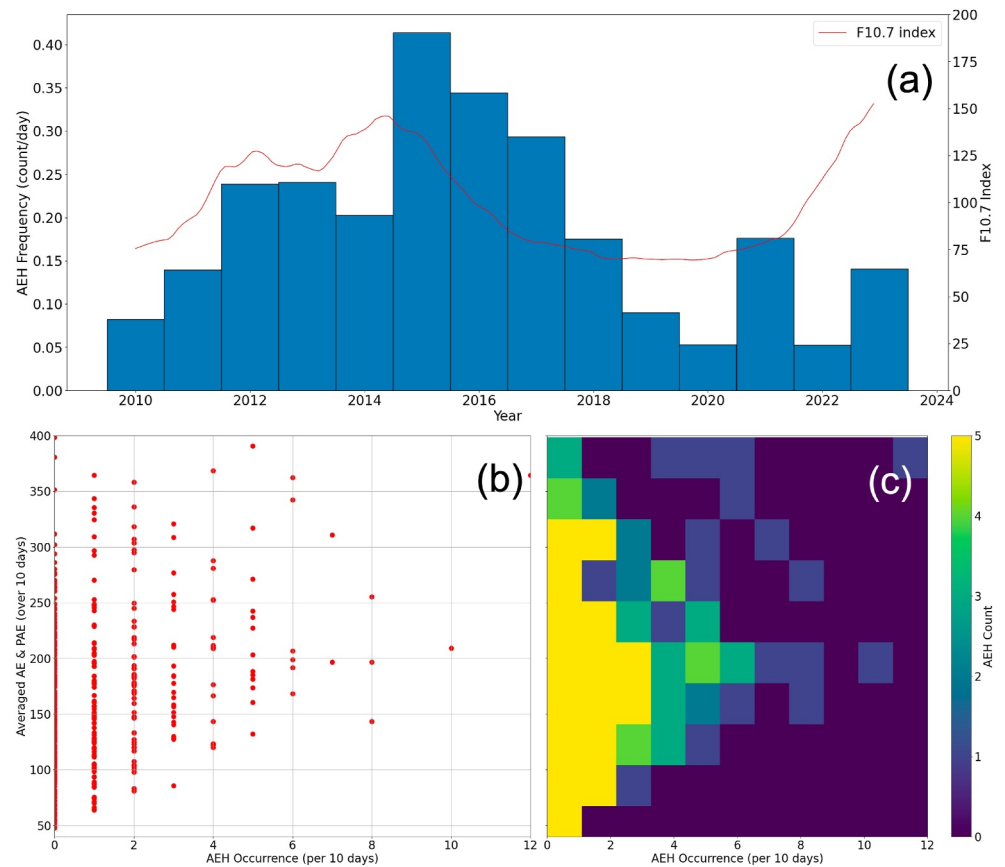 F10.7 index
(a)
AEH Frequency (count/day)
0.40
0.35
0.30
0.25
0.20
0.15
0.10
0.05
0.00
200
175
150
125
100
75
50
25
0
F10.7 Index
2010 2012 2014 2016 2018 2020 2022 2024
Year
(b)
Averaged AE & PAE (over 10 days)
400
350
300
250
200
150
100
50
0 2 4 6 8 10 12
AEH Occurrence (per 10 days)
(c)
0 2 4 6 8 10 12
AEH Occurrence (per 10 days)
5
4
3
2
1
0
AEH Count